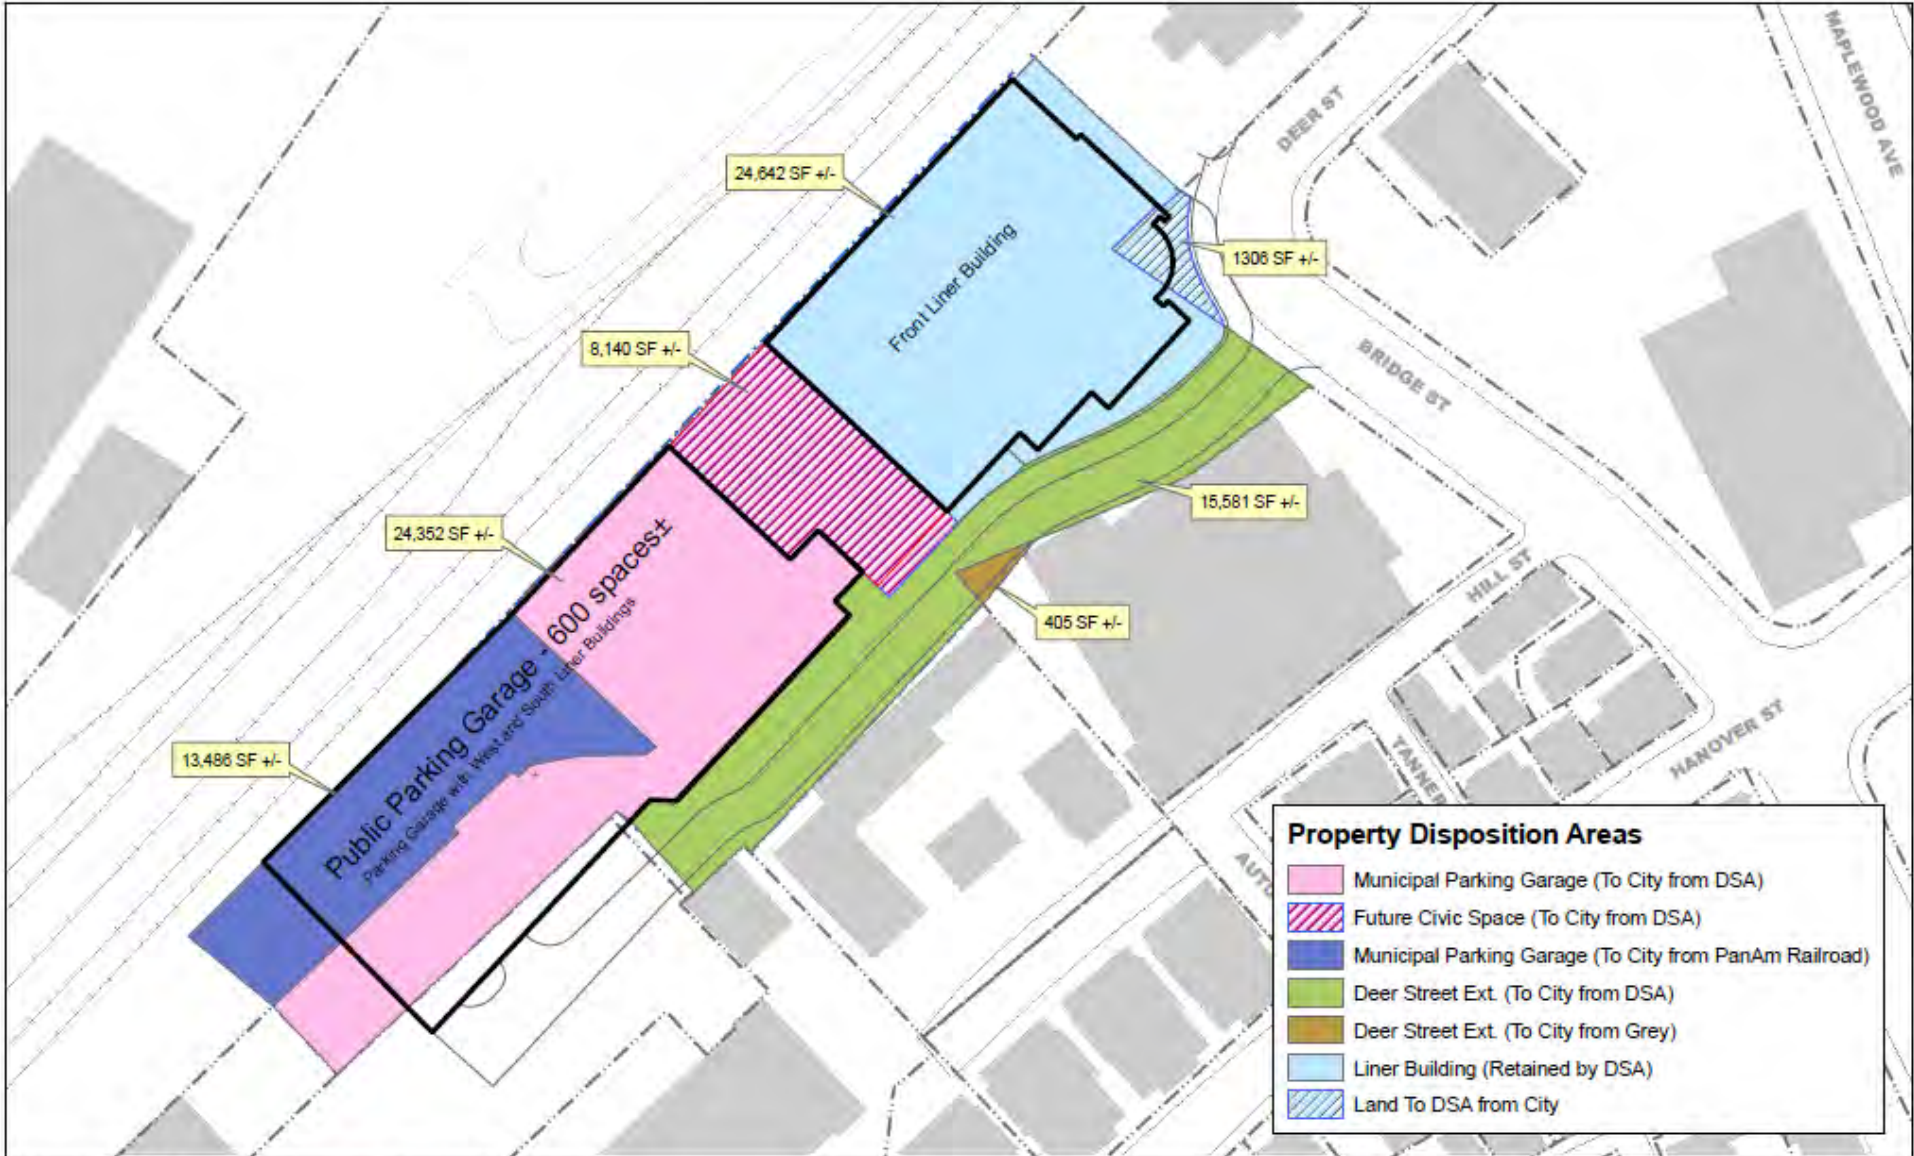 MAPLEWOOD AVE
DEER ST
24,642 SF +/-
Front Liner Building
1306 SF +/-
8,140 SF +/-
BRIDGE ST
15,581 SF +/-
24,352 SF +/-
HILL ST
405 SF +/-
Public Parking Garage - 600 spaces±
Parking Garage with West and South Liner Buildings
13,486 SF +/-
HANOVER ST
TANNER
Property Disposition Areas
Municipal Parking Garage (To City from DSA)
Future Civic Space (To City from DSA)
Municipal Parking Garage (To City from PanAm Railroad)
Deer Street Ext. (To City from DSA)
Deer Street Ext. (To City from Grey)
Liner Building (Retained by DSA)
Land To DSA from City